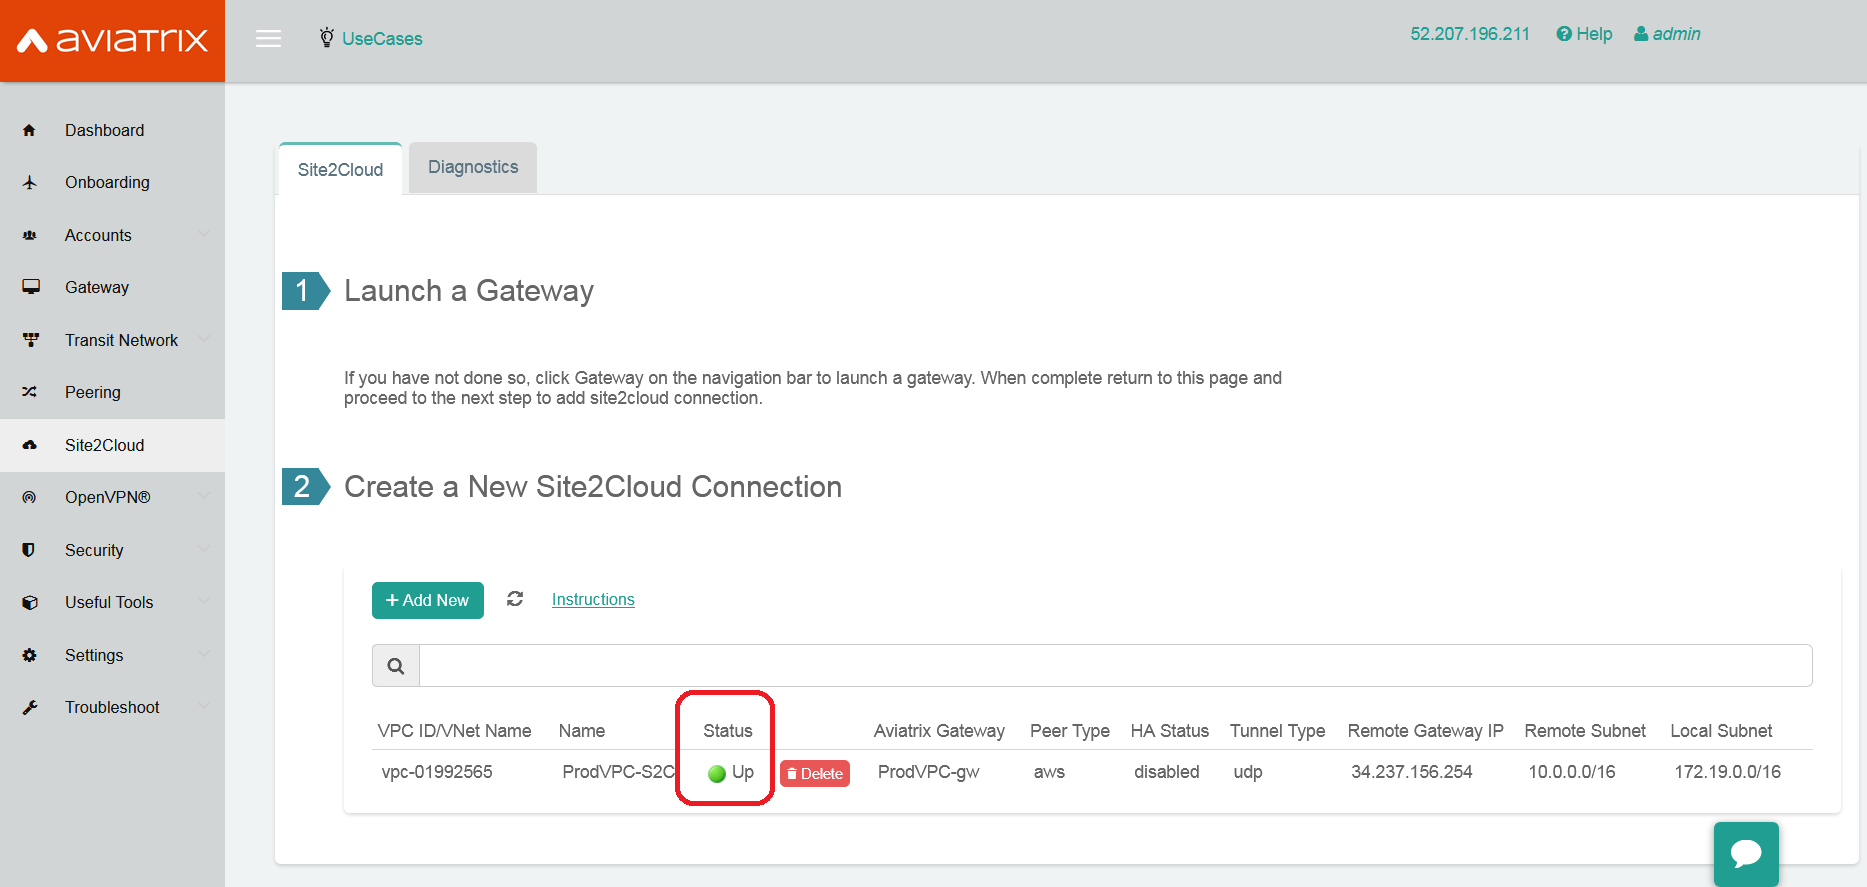 aviatrix
UseCases
52.207.196.211 Help admin
Dashboard
Onboarding
Accounts
Gateway
Transit Network
Peering
Site2Cloud
OpenVPN®
Security
Useful Tools
Settings
Troubleshoot
Site2Cloud Diagnostics
1 Launch a Gateway
If you have not done so, click Gateway on the navigation bar to launch a gateway. When complete return to this page and
proceed to the next step to add site2cloud connection.
2 Create a New Site2Cloud Connection
+ Add New Instructions
VPC ID/VNet Name Name Status Aviatrix Gateway Peer Type HA Status Tunnel Type Remote Gateway IP Remote Subnet Local Subnet
vpc-01992565 ProdVPC-S2C Up Delete ProdVPC-gw aws disabled udp 34.237.156.254 10.0.0.0/16 172.19.0.0/16